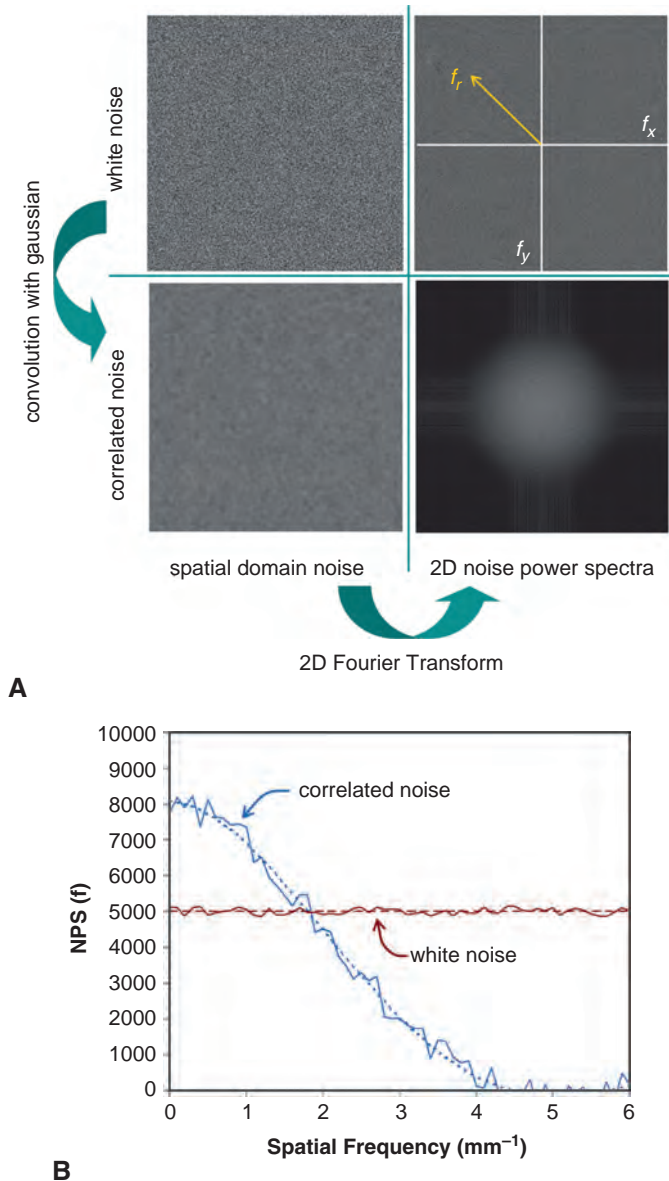 white noise
f_r
f_x
f_y
convolution with gaussian
correlated noise
spatial domain noise
2D noise power spectra
2D Fourier Transform
A
10000
9000
8000
7000
6000
5000
4000
3000
2000
1000
0
NPS (f)
correlated noise
white noise
0 1 2 3 4 5 6
Spatial Frequency (mm⁻¹)
B